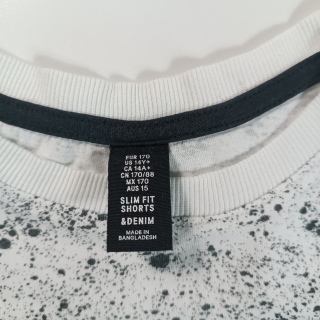 EUR 170
US 14Y+
CA 14A+
CN 170/88
MX 170
AUS 15
SLIM FIT
SHORTS
&DENIM
MADE IN
BANGLADESH